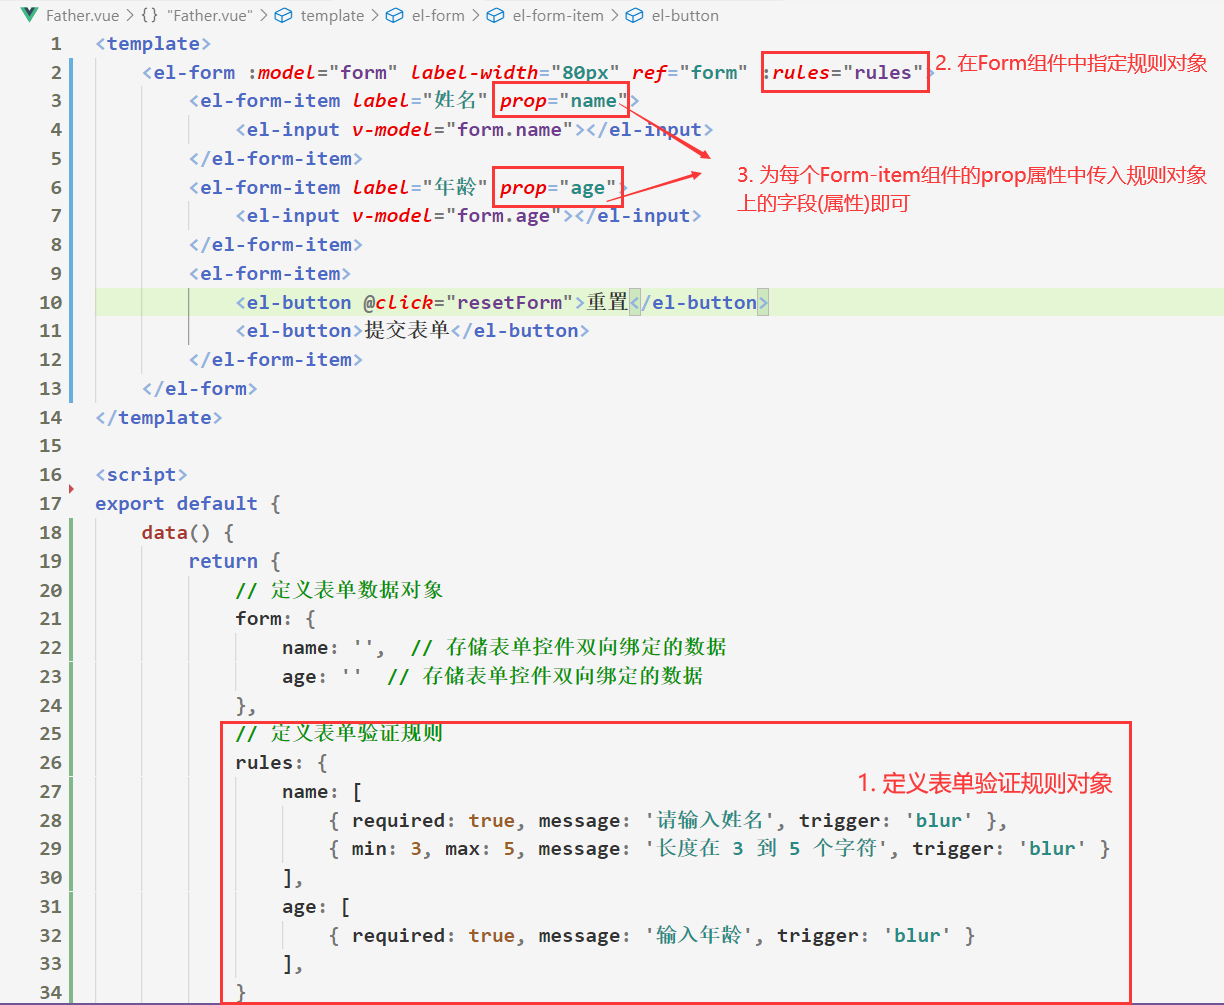 Father.vue > {} "Father.vue" > template > el-form > el-form-item > el-button
1 <template>
2 <el-form :model="form" label-width="80px" ref="form" :rules="rules">
2. 在Form组件中指定规则对象
3 <el-form-item label="姓名" prop="name">
4 <el-input v-model="form.name"></el-input>
5 </el-form-item>
6 <el-form-item label="年龄" prop="age">
3. 为每个Form-item组件的prop属性中传入规则对象
上的字段(属性)即可
7 <el-input v-model="form.age"></el-input>
8 </el-form-item>
9 <el-form-item>
10 <el-button @click="resetForm">重置</el-button>
11 <el-button>提交表单</el-button>
12 </el-form-item>
13 </el-form>
14 </template>
15
16 <script>
17 export default {
18 data() {
19 return {
20 // 定义表单数据对象
21 form: {
22 name: '', // 存储表单控件双向绑定的数据
23 age: '' // 存储表单控件双向绑定的数据
24 },
25 // 定义表单验证规则
26 rules: {
1. 定义表单验证规则对象
27 name: [
28 { required: true, message: '请输入姓名', trigger: 'blur' },
29 { min: 3, max: 5, message: '长度在 3 到 5 个字符', trigger: 'blur' }
30 ],
31 age: [
32 { required: true, message: '输入年龄', trigger: 'blur' }
33 ],
34 }